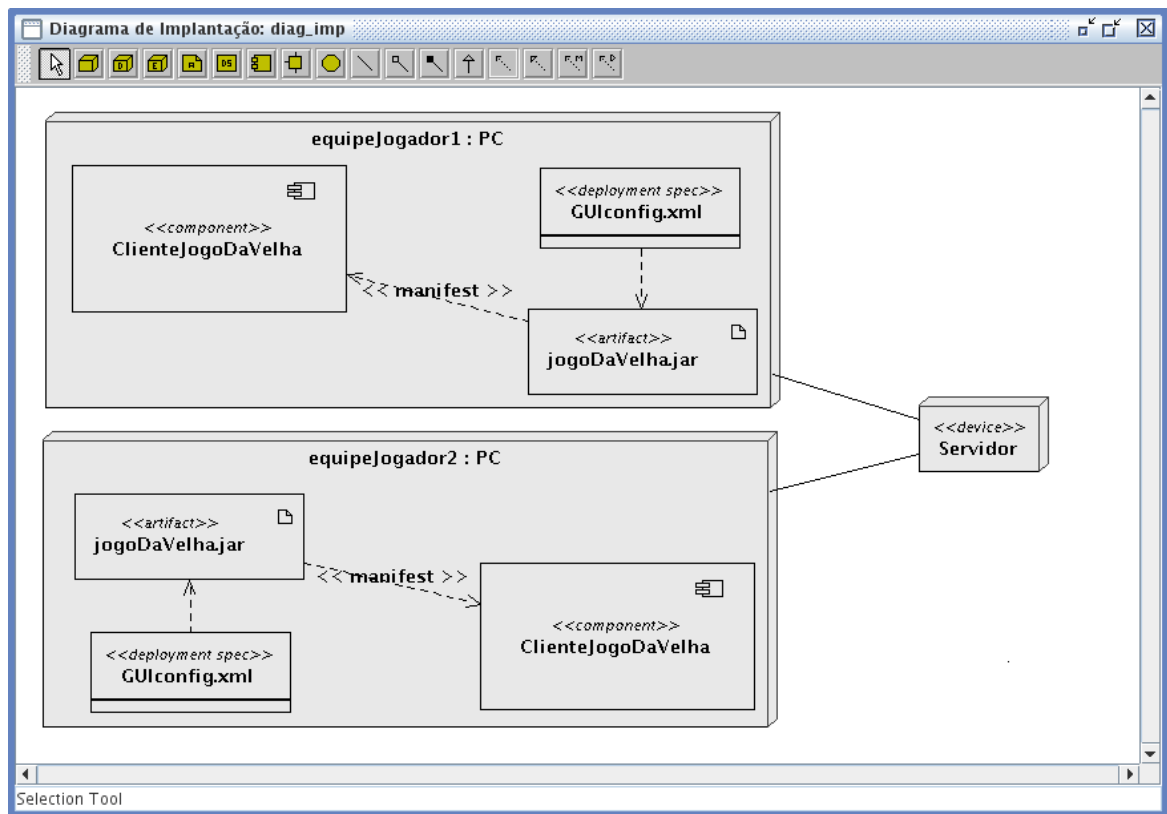 Diagrama de Implantação: diag_imp
D E A DS M D
equipeJogador1 : PC
<<component>>
ClienteJogoDaVelha
<<deployment spec>>
GUIconfig.xml
<< manifest >>
<<artifact>>
jogoDaVelha.jar
<<device>>
Servidor
equipeJogador2 : PC
<<artifact>>
jogoDaVelha.jar
<< manifest >>
<<component>>
ClienteJogoDaVelha
<<deployment spec>>
GUIconfig.xml
Selection Tool